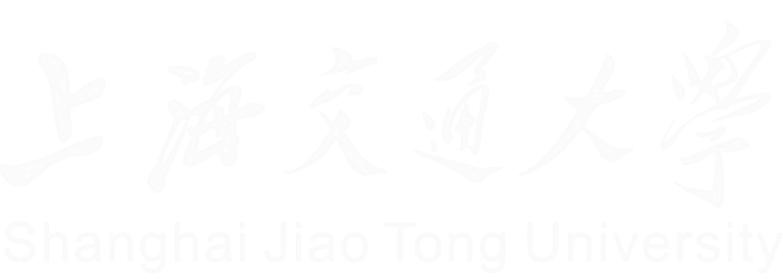 上海交通大學
Shanghai Jiao Tong University